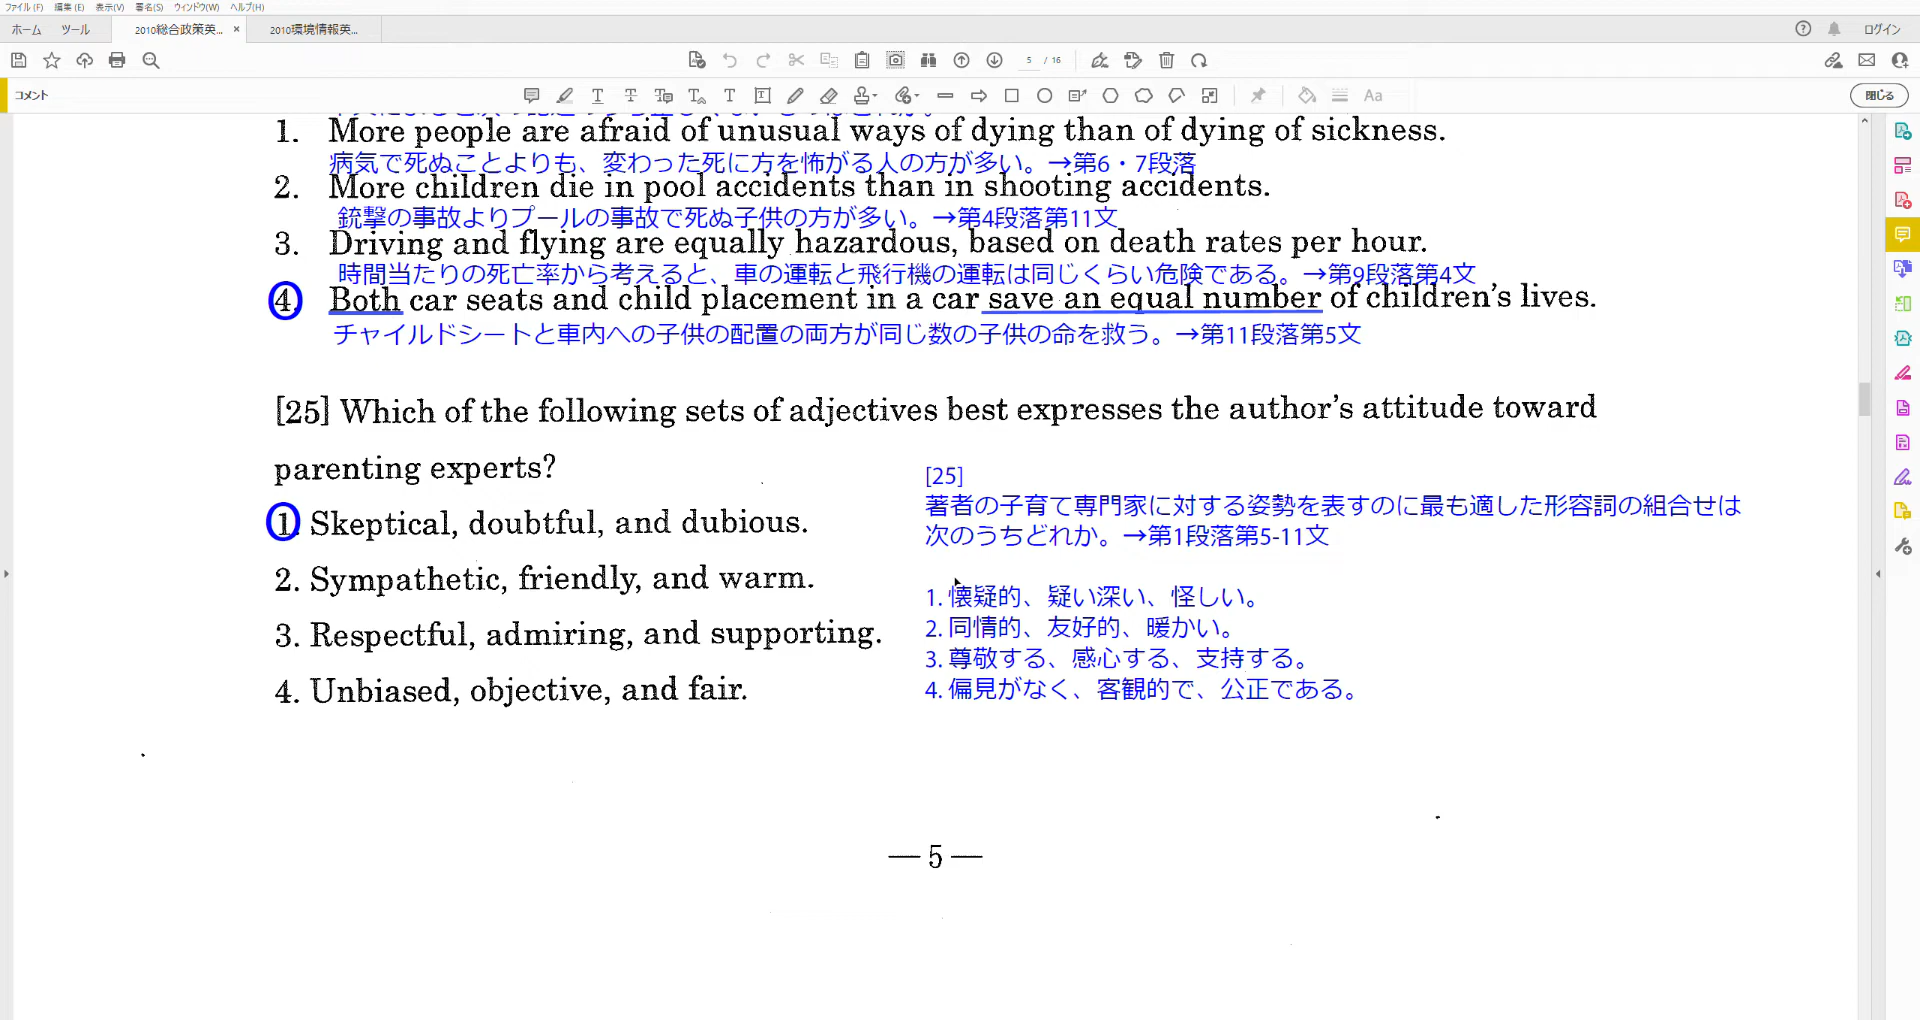 ファイル(F) 編集(E) 表示(V) 署名(S) ウィンドウ(W) ヘルプ(H)
ホーム ツール 2010総合政策英... × 2010環境情報英... ログイン
5 / 16
コメント Aa 閉じる
1. More people are afraid of unusual ways of dying than of dying of sickness.
病気で死ぬことよりも、変わった死に方を怖がる人の方が多い。→第6・7段落
2. More children die in pool accidents than in shooting accidents.
銃撃の事故よりプールの事故で死ぬ子供の方が多い。→第4段落第11文
3. Driving and flying are equally hazardous, based on death rates per hour.
時間当たりの死亡率から考えると、車の運転と飛行機の運転は同じくらい危険である。→第9段落第4文
4. Both car seats and child placement in a car save an equal number of children's lives.
チャイルドシートと車内への子供の配置の両方が同じ数の子供の命を救う。→第11段落第5文
[25] Which of the following sets of adjectives best expresses the author's attitude toward
parenting experts?
1. Skeptical, doubtful, and dubious.
2. Sympathetic, friendly, and warm.
3. Respectful, admiring, and supporting.
4. Unbiased, objective, and fair.
[25]
著者の子育て専門家に対する姿勢を表すのに最も適した形容詞の組合せは
次のうちどれか。→第1段落第5-11文
1. 懐疑的、疑い深い、怪しい。
2. 同情的、友好的、暖かい。
3. 尊敬する、感心する、支持する。
4. 偏見がなく、客観的で、公正である。
— 5 —